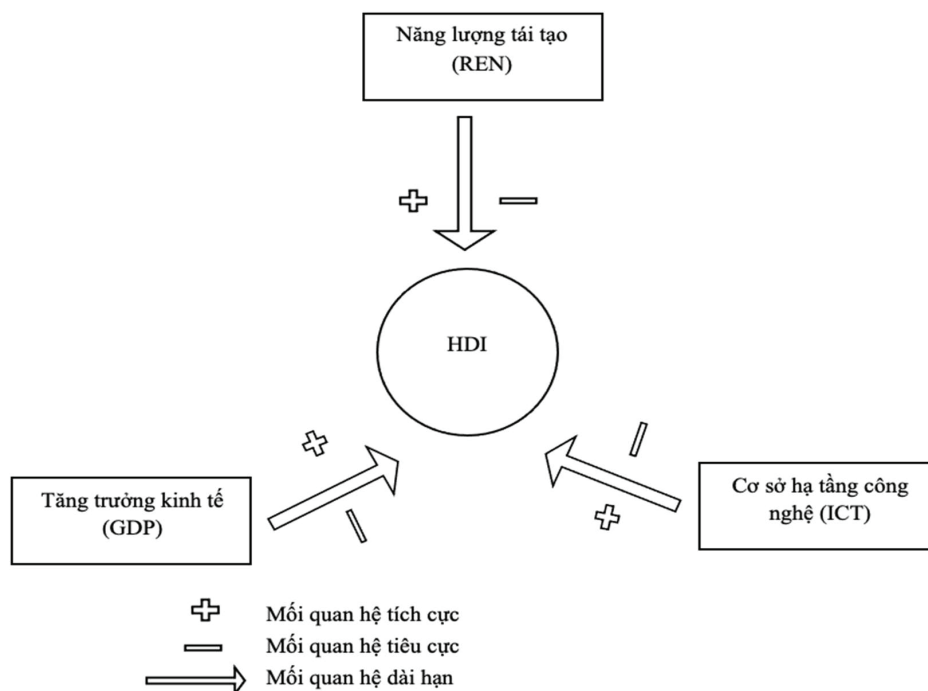 Năng lượng tái tạo
(REN)
HDI
Tăng trưởng kinh tế
(GDP)
Cơ sở hạ tầng công
nghệ (ICT)
Mối quan hệ tích cực
Mối quan hệ tiêu cực
Mối quan hệ dài hạn